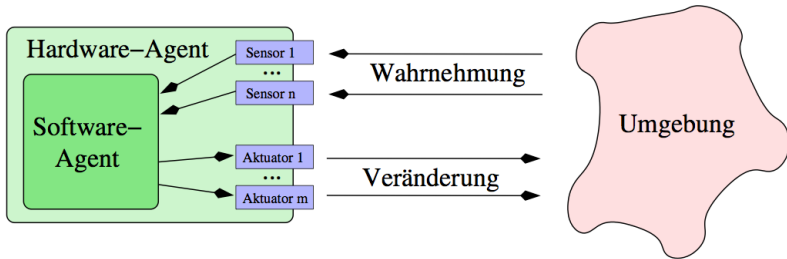 Hardware–Agent
Sensor 1
...
Sensor n
Software–
Agent
Aktuator 1
...
Aktuator m
Wahrnehmung
Veränderung
Umgebung